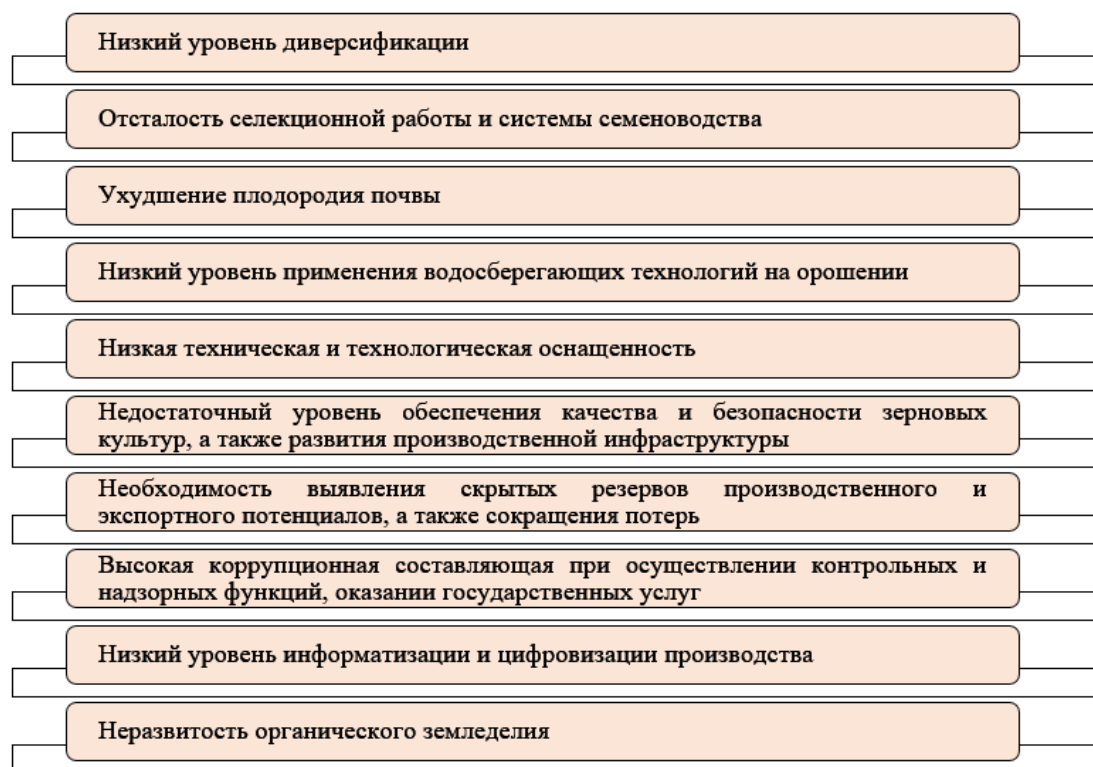 Низкий уровень диверсификации
Отсталость селекционной работы и системы семеноводства
Ухудшение плодородия почвы
Низкий уровень применения водосберегающих технологий на орошении
Низкая техническая и технологическая оснащенность
Недостаточный уровень обеспечения качества и безопасности зерновых
культур, а также развития производственной инфраструктуры
Необходимость выявления скрытых резервов производственного и
экспортного потенциалов, а также сокращения потерь
Высокая коррупционная составляющая при осуществлении контрольных и
надзорных функций, оказании государственных услуг
Низкий уровень информатизации и цифровизации производства
Неразвитость органического земледелия